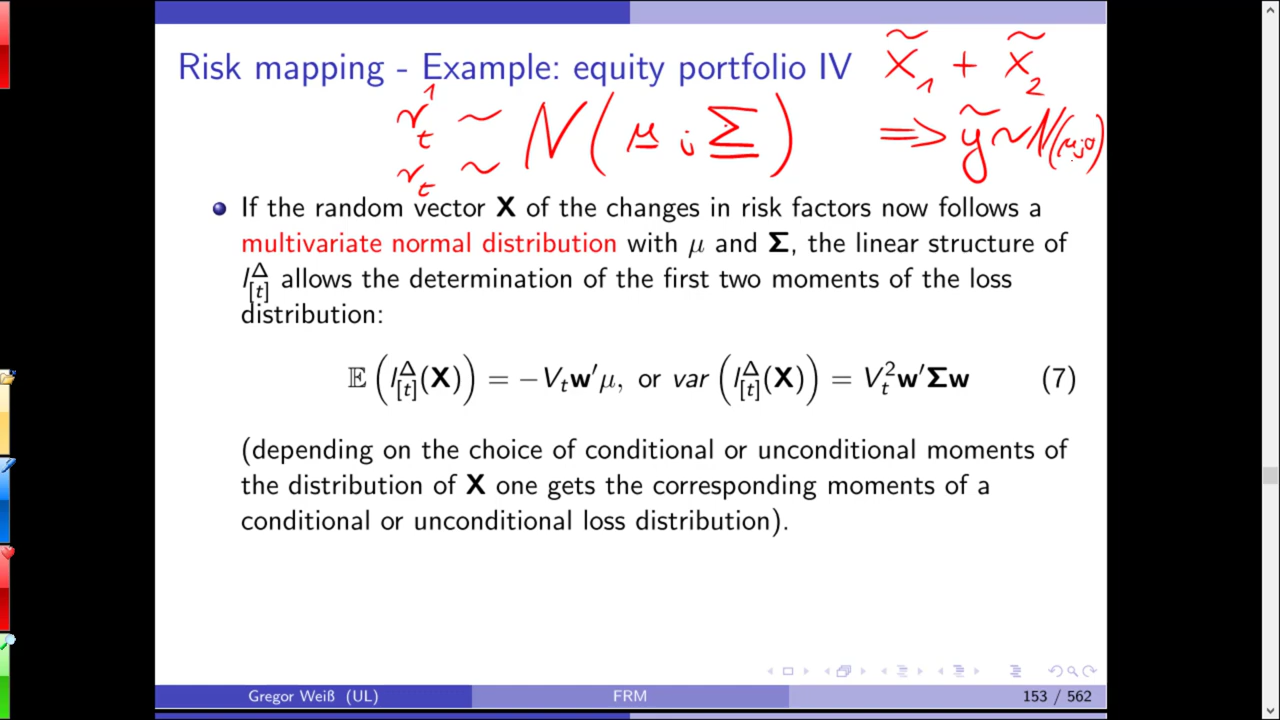 Risk mapping - Example: equity portfolio IV
X̃₁ + X̃₂
r_t^1 ~ N(μ; Σ)
⇒ ỹ ~ N(μ;σ)
r_t ~
If the random vector X of the changes in risk factors now follows a
multivariate normal distribution with μ and Σ, the linear structure of
l^Δ_[t] allows the determination of the first two moments of the loss
distribution:
𝔼(l^Δ_[t](X)) = −V_t w′μ, or var(l^Δ_[t](X)) = V_t^2 w′Σw (7)
(depending on the choice of conditional or unconditional moments of
the distribution of X one gets the corresponding moments of a
conditional or unconditional loss distribution).
Gregor Weiß (UL) FRM 153 / 562